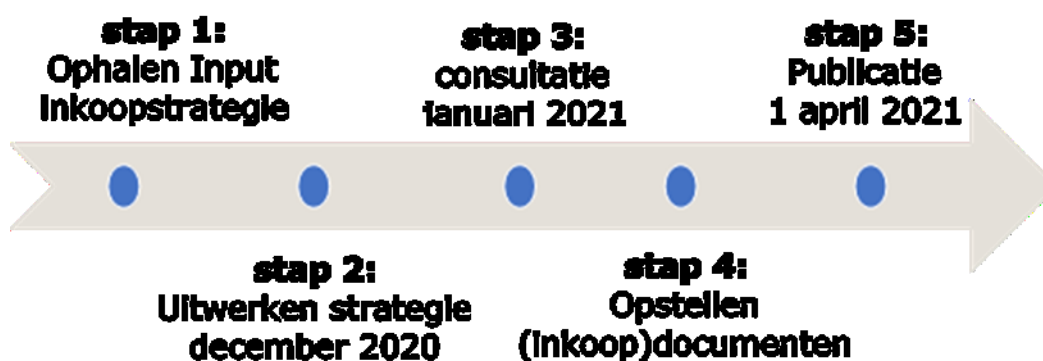 stap 1:
Ophalen Input
Inkoopstrategie
stap 2:
Uitwerken strategie
december 2020
stap 3:
consultatie
januari 2021
stap 4:
Opstellen
(inkoop)documenten
stap 5:
Publicatie
1 april 2021